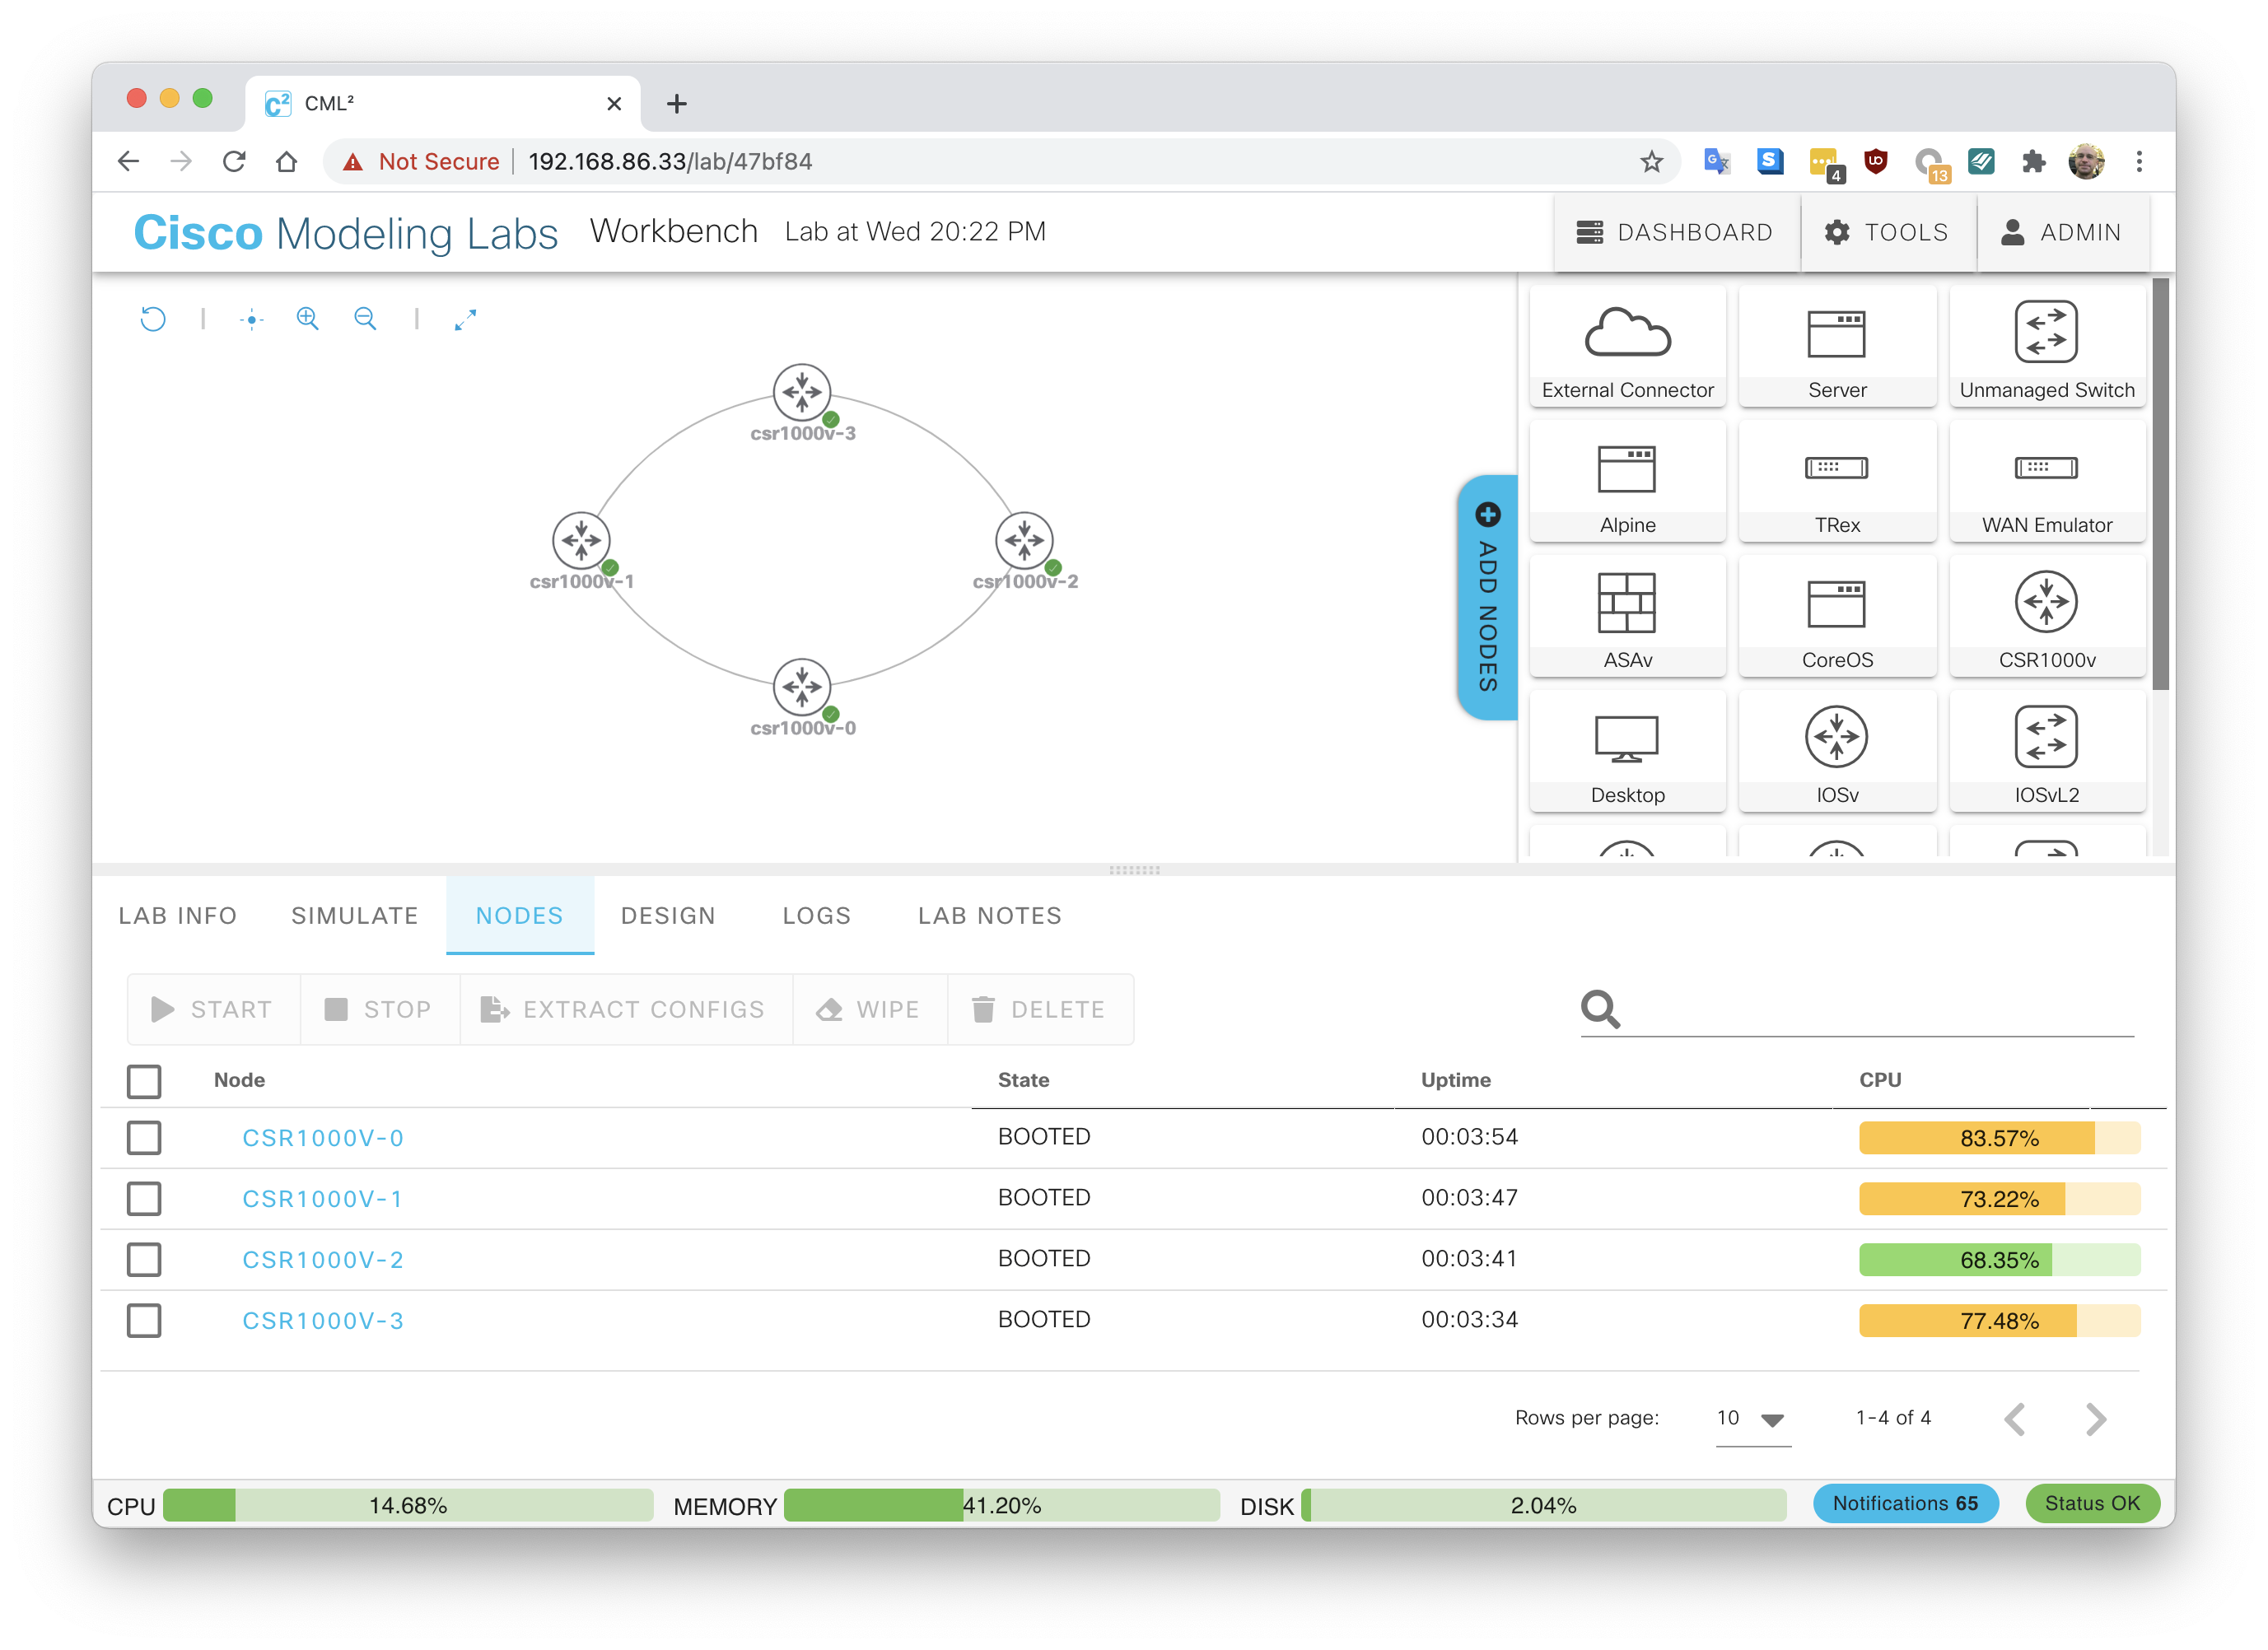 CML²
Not Secure 192.168.86.33/lab/47bf84
4
13
Cisco Modeling Labs Workbench Lab at Wed 20:22 PM DASHBOARD TOOLS ADMIN
External Connector Server Unmanaged Switch
Alpine TRex WAN Emulator
ASAv CoreOS CSR1000v
Desktop IOSv IOSvL2
ADD NODES
csr1000v-3
csr1000v-1
csr1000v-2
csr1000v-0
LAB INFO SIMULATE NODES DESIGN LOGS LAB NOTES
START STOP EXTRACT CONFIGS WIPE DELETE
Node State Uptime CPU
CSR1000V-0 BOOTED 00:03:54 83.57%
CSR1000V-1 BOOTED 00:03:47 73.22%
CSR1000V-2 BOOTED 00:03:41 68.35%
CSR1000V-3 BOOTED 00:03:34 77.48%
Rows per page: 10 1-4 of 4
CPU 14.68% MEMORY 41.20% DISK 2.04% Notifications 65 Status OK